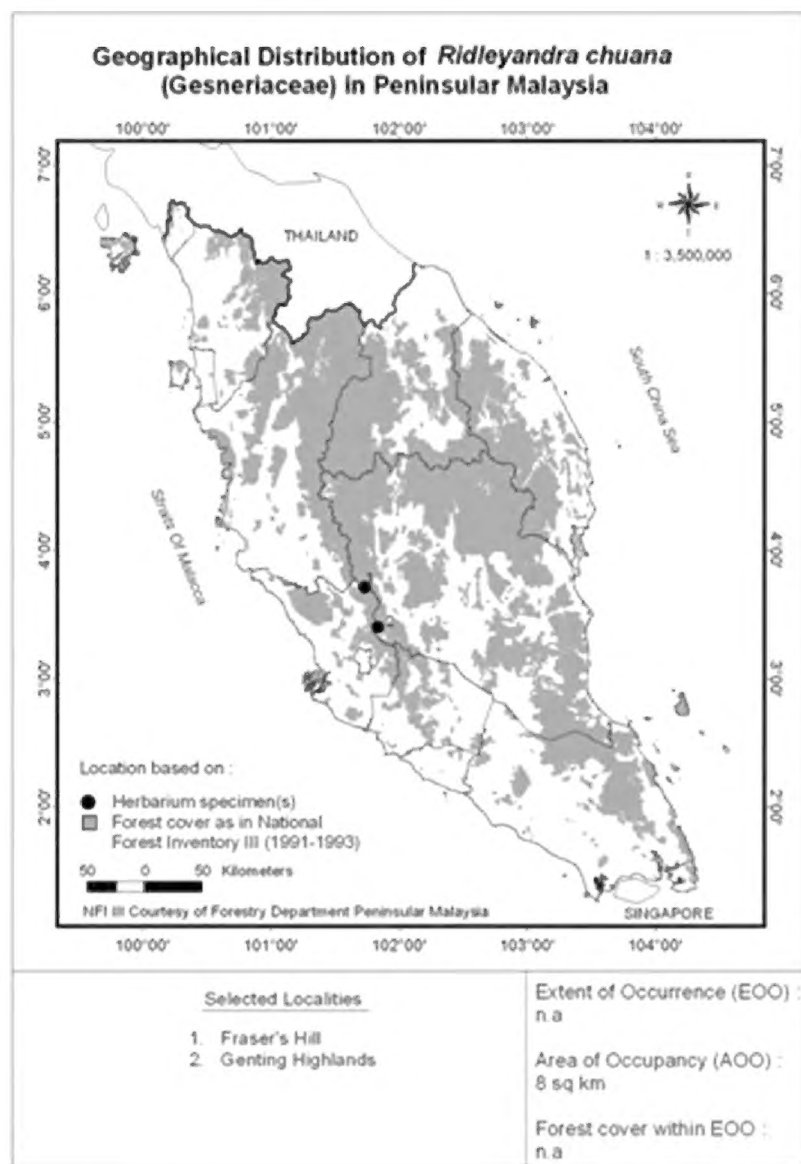 Geographical Distribution of Ridleyandra chuana
(Gesneriaceae) in Peninsular Malaysia
100°00' 101°00' 102°00' 103°00' 104°00'
7°00' 7°00'
THAILAND
1 : 3,500,000
6°00' 6°00'
South China Sea
5°00' 5°00'
Straits Of Malacca
4°00' 4°00'
3°00' 3°00'
Location based on :
Herbarium specimen(s)
2°00' 2°00'
Forest cover as in National
Forest Inventory III (1991-1993)
50 0 50 Kilometers
NFI III Courtesy of Forestry Department Peninsular Malaysia
SINGAPORE
100°00' 101°00' 102°00' 103°00' 104°00'
Selected Localities
1. Fraser's Hill
2. Genting Highlands
Extent of Occurrence (EOO) :
n.a
Area of Occupancy (AOO) :
8 sq km
Forest cover within EOO :
n.a